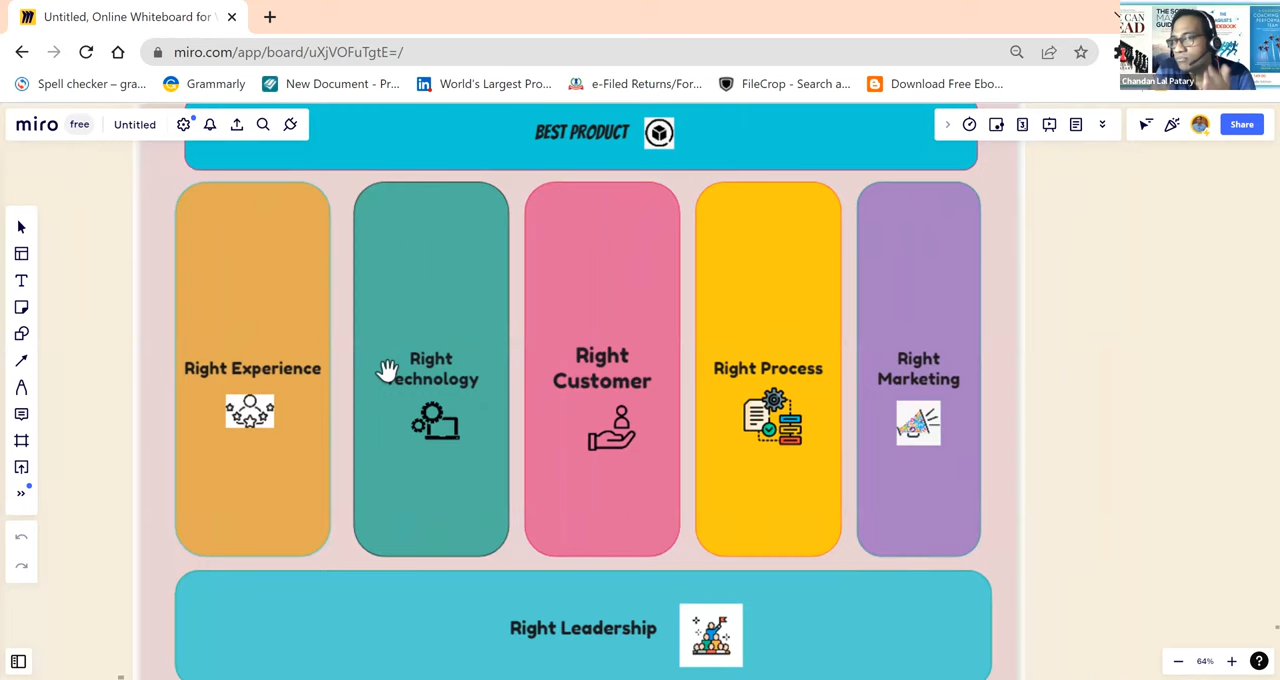 Untitled, Online Whiteboard for
miro.com/app/board/uXjVOFuTgtE=/
Spell checker – gra...
Grammarly
New Document - Pr...
World's Largest Pro...
e-Filed Returns/For...
FileCrop - Search a...
Download Free Ebo...
Chandan Lal Patary
miro
free
Untitled
Share
BEST PRODUCT
Right Experience
Right
Technology
Right
Customer
Right Process
Right
Marketing
Right Leadership
64%